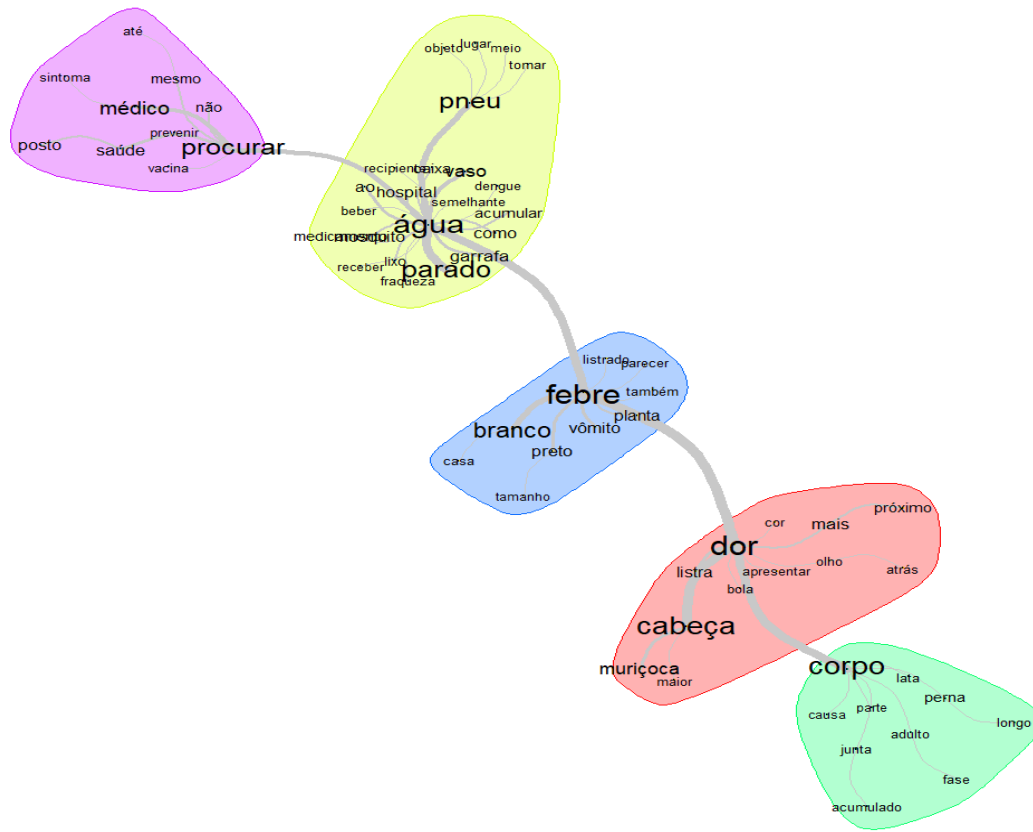 até
sintoma
mesmo
médico
não
prevenir
posto
saúde
procurar
vacina
objeto
lugar
meio
tomar
pneu
recipiente
caixa
vaso
ao
hospital
dengue
semelhante
beber
água
acumular
medicamento
mosquito
como
garrafa
lixo
receber
parado
fraqueza
listrado
parecer
febre
também
planta
branco
vômito
preto
casa
tamanho
próximo
cor
mais
dor
olho
listra
apresentar
atrás
bola
cabeça
muriçoca
maior
corpo
lata
perna
causa
parte
longo
adulto
junta
fase
acumulado